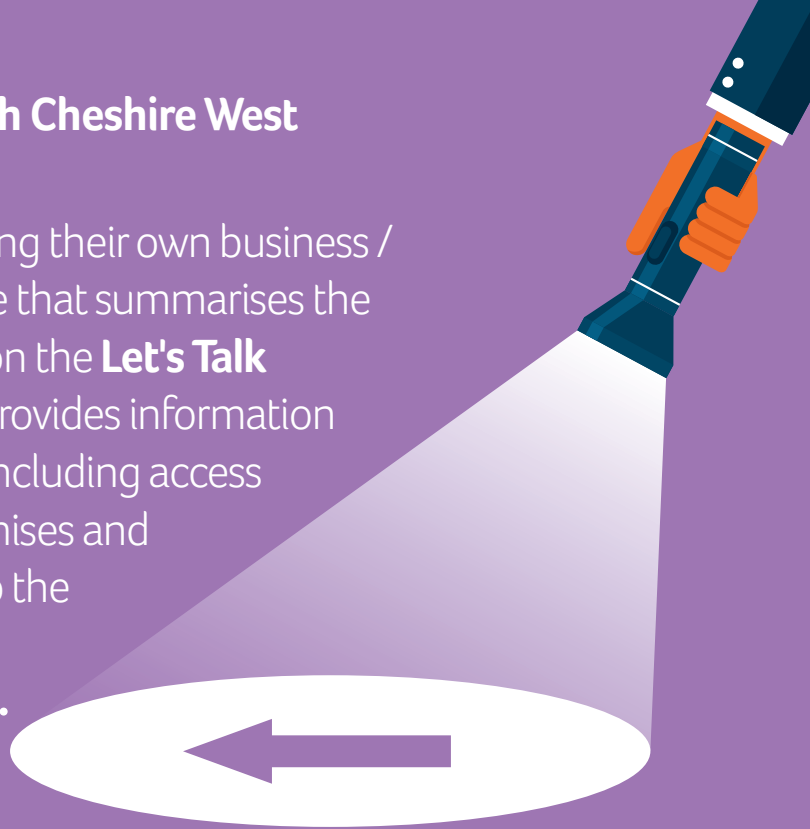 h Cheshire West
ng their own business /
e that summarises the
on the Let's Talk
rovides information
ncluding access
nises and
o the
.